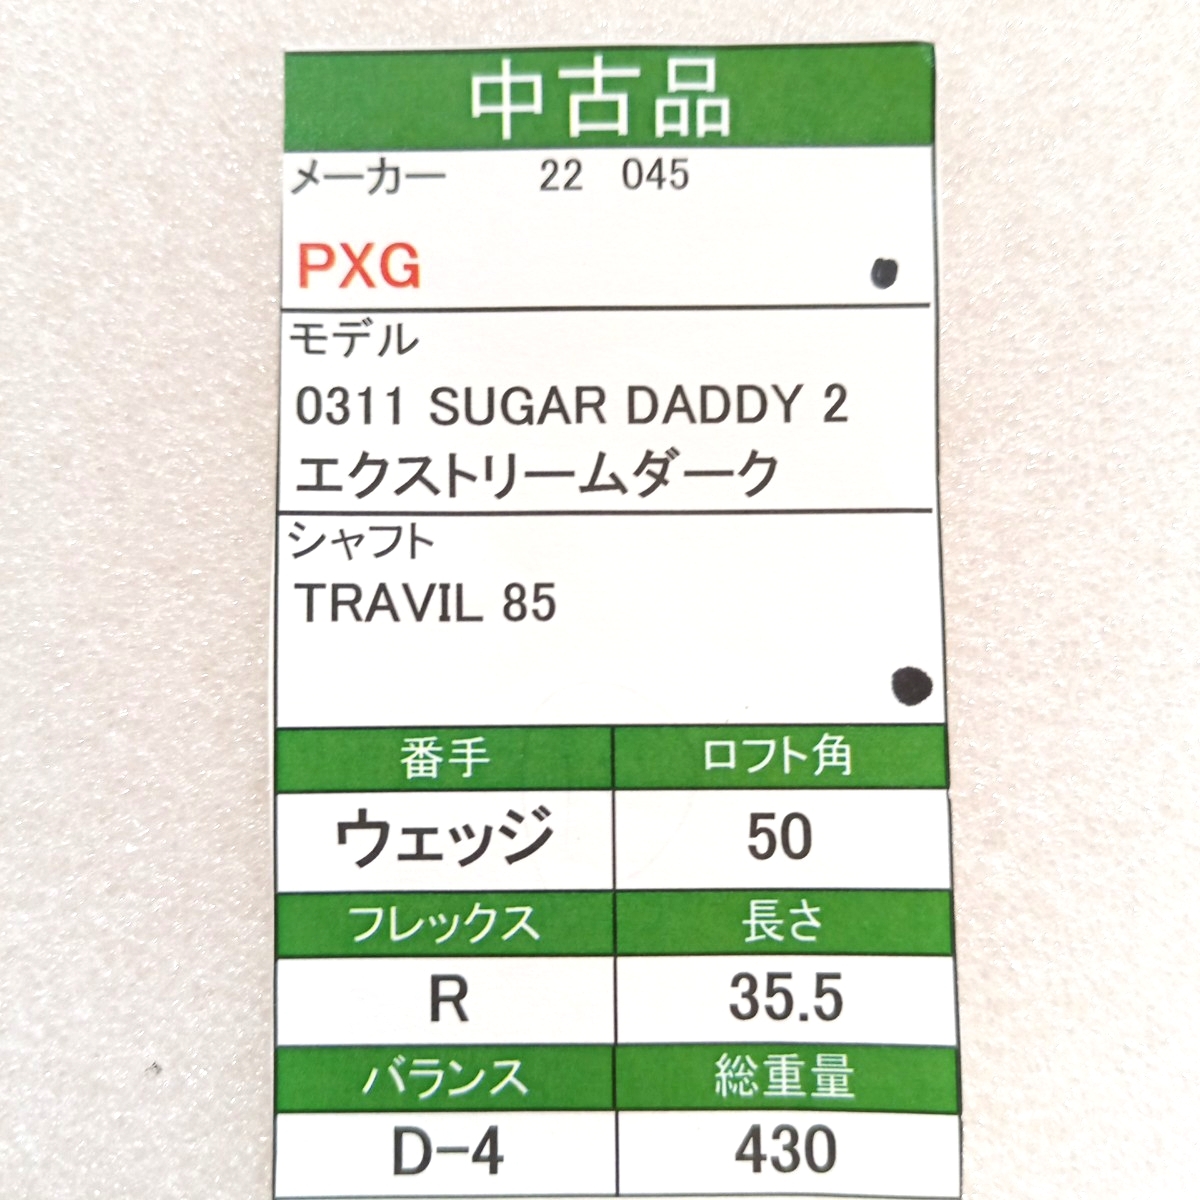 中古品
メーカー 22 045
PXG
モデル
0311 SUGAR DADDY 2
エクストリームダーク
シャフト
TRAVIL 85
番手 ロフト角
ウェッジ 50
フレックス 長さ
R 35.5
バランス 総重量
D-4 430